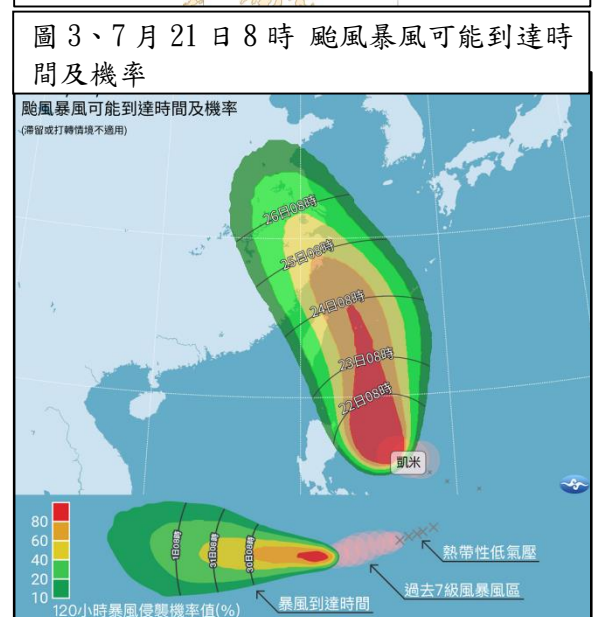 圖 3、7 月 21 日 8 時 颱風暴風可能到達時
間及機率
颱風暴風可能到達時間及機率
(滯留或打轉情境不適用)
26日08時
25日08時
24日08時
23日08時
22日08時
凱米
80
60
40
20
10
1日08時
31日08時
30日08時
熱帶性低氣壓
過去7級風暴風區
暴風到達時間
120小時暴風侵襲機率值(%)